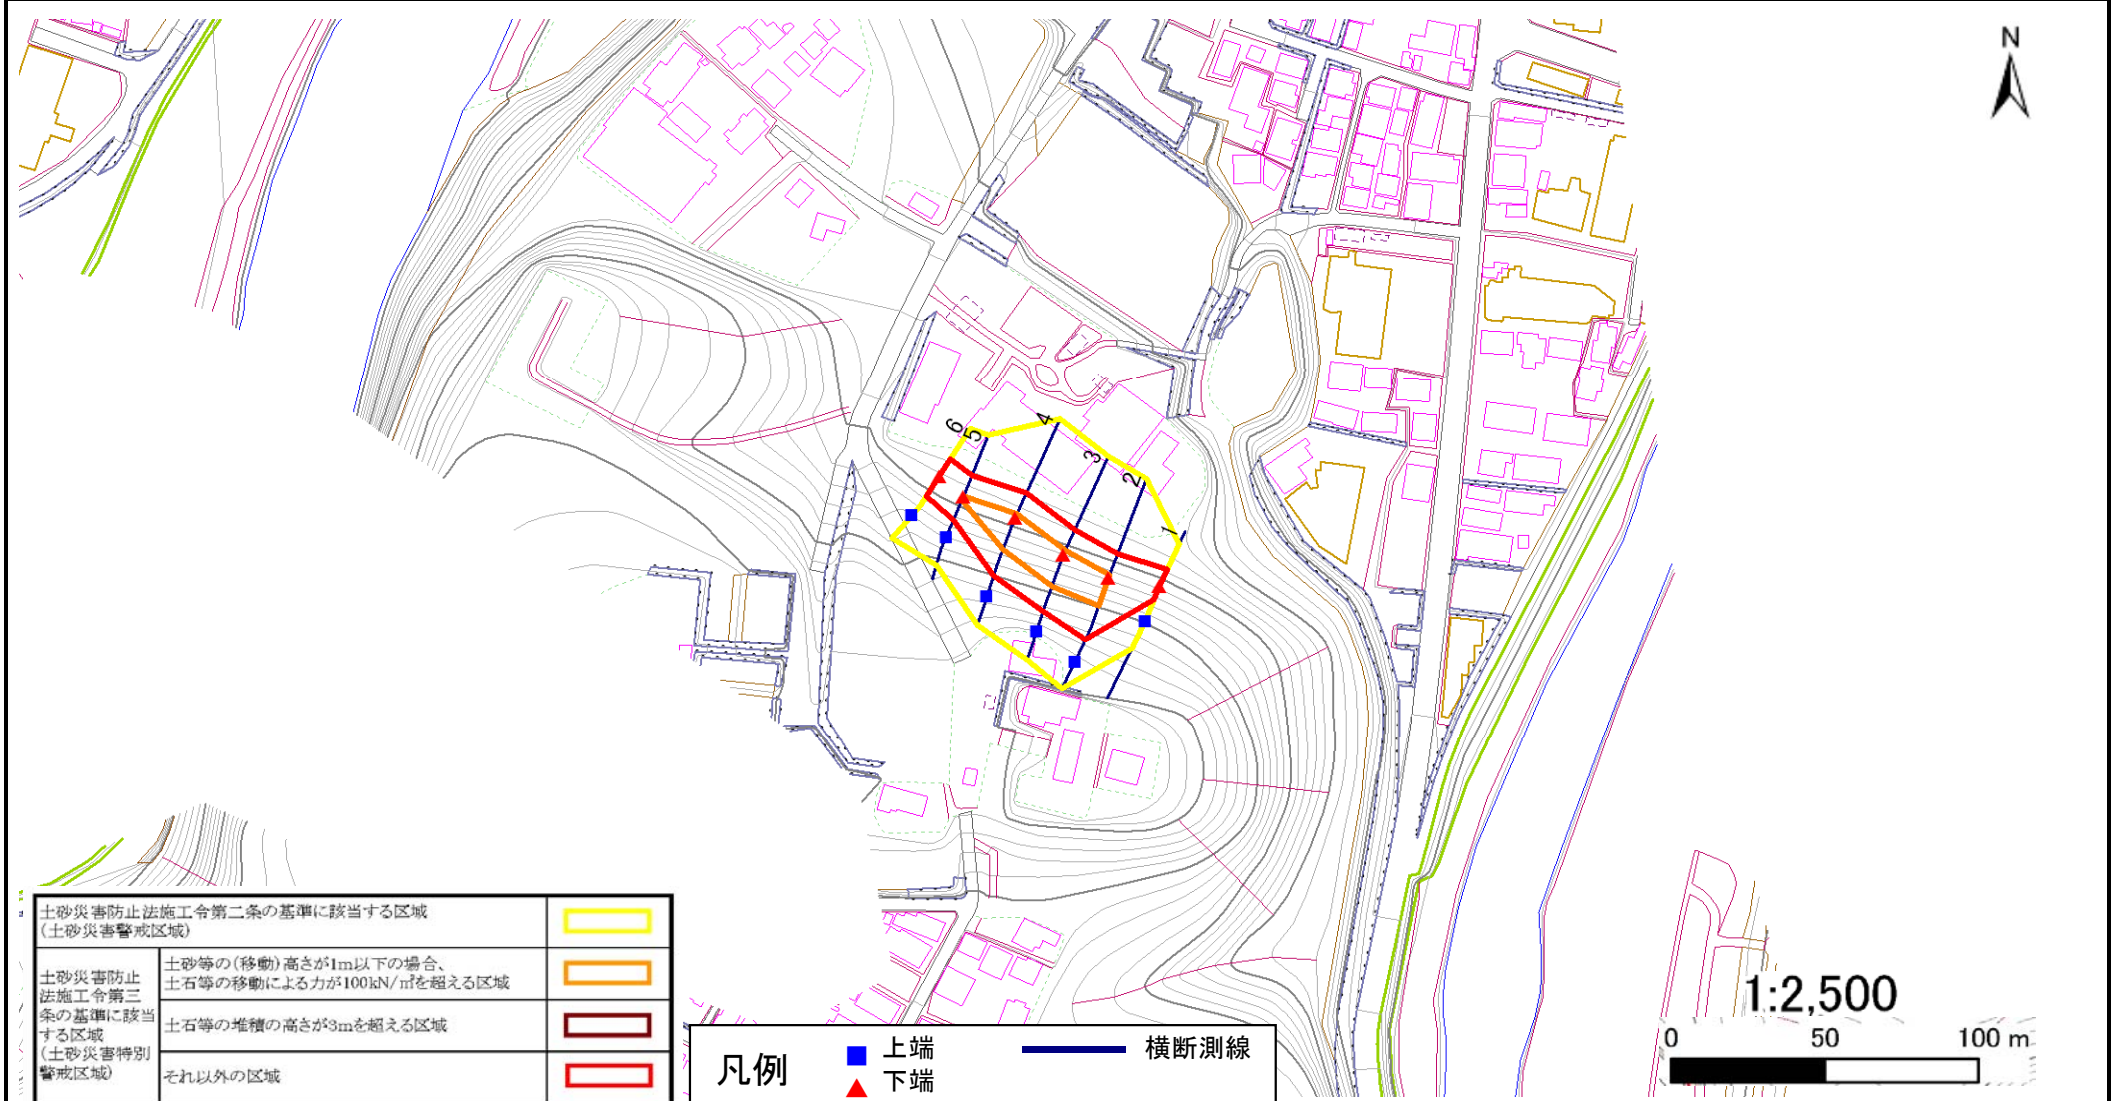 N
6
5
4
3
2
1
土砂災害防止法施工令第二条の基準に該当する区域
(土砂災害警戒区域)
土砂災害防止
法施工令第三
条の基準に該当
する区域
(土砂災害特別
警戒区域)
土砂等の(移動)高さが1m以下の場合、
土石等の移動による力が100kN/㎡を超える区域
土石等の堆積の高さが3mを超える区域
それ以外の区域
凡例
上端
下端
横断測線
1:2,500
0 50 100 m